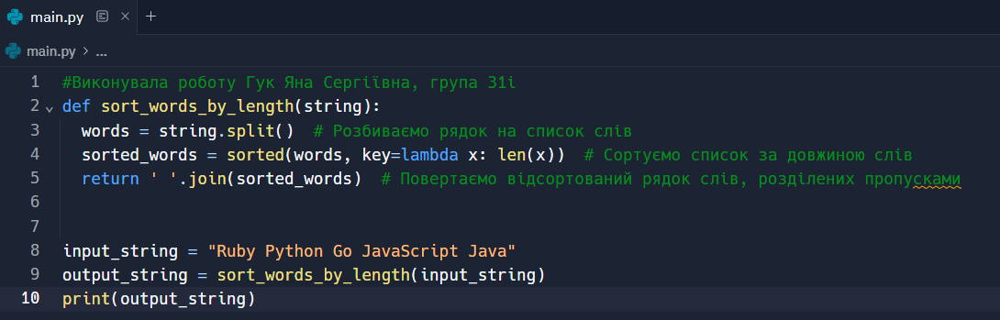 main.py
main.py > ...
1 #Виконувала роботу Гук Яна Сергіївна, група 31і
2 def sort_words_by_length(string):
3 words = string.split()  # Розбиваємо рядок на список слів
4 sorted_words = sorted(words, key=lambda x: len(x))  # Сортуємо список за довжиною слів
5 return ' '.join(sorted_words)  # Повертаємо відсортований рядок слів, розділених пропусками
6
7
8 input_string = "Ruby Python Go JavaScript Java"
9 output_string = sort_words_by_length(input_string)
10 print(output_string)